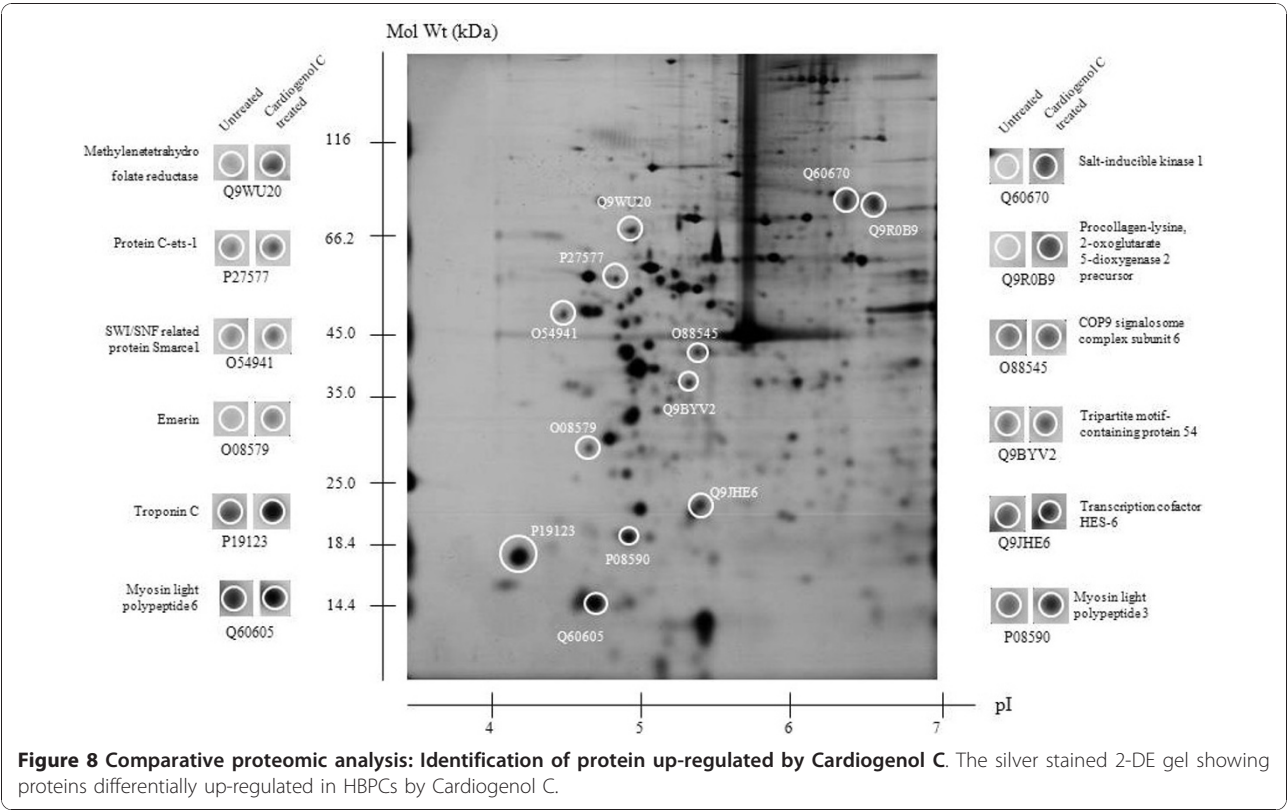 Mol Wt (kDa)
Untreated
Cardiogenol C
treated
Methylenetetrahydro
folate reductase
Q9WU20
Protein C-ets-1
P27577
SWI/SNF related
protein Smarce1
O54941
Emerin
O08579
Troponin C
P19123
Myosin light
polypeptide 6
Q60605
116
66.2
45.0
35.0
25.0
18.4
14.4
Q60670
Q9WU20
Q9R0B9
P27577
O54941
O88545
Q9BYV2
O08579
Q9JHE6
P19123
P08590
Q60605
4
5
6
7
pI
Untreated
Cardiogenol C
treated
Salt-inducible kinase 1
Q60670
Procollagen-lysine,
2-oxoglutarate
5-dioxygenase 2
precursor
Q9R0B9
COP9 signalosome
complex subunit 6
O88545
Tripartite motif-
containing protein 54
Q9BYV2
Transcription cofactor
HES-6
Q9JHE6
Myosin light
polypeptide 3
P08590
Figure 8 Comparative proteomic analysis: Identification of protein up-regulated by Cardiogenol C. The silver stained 2-DE gel showing
proteins differentially up-regulated in HBPCs by Cardiogenol C.